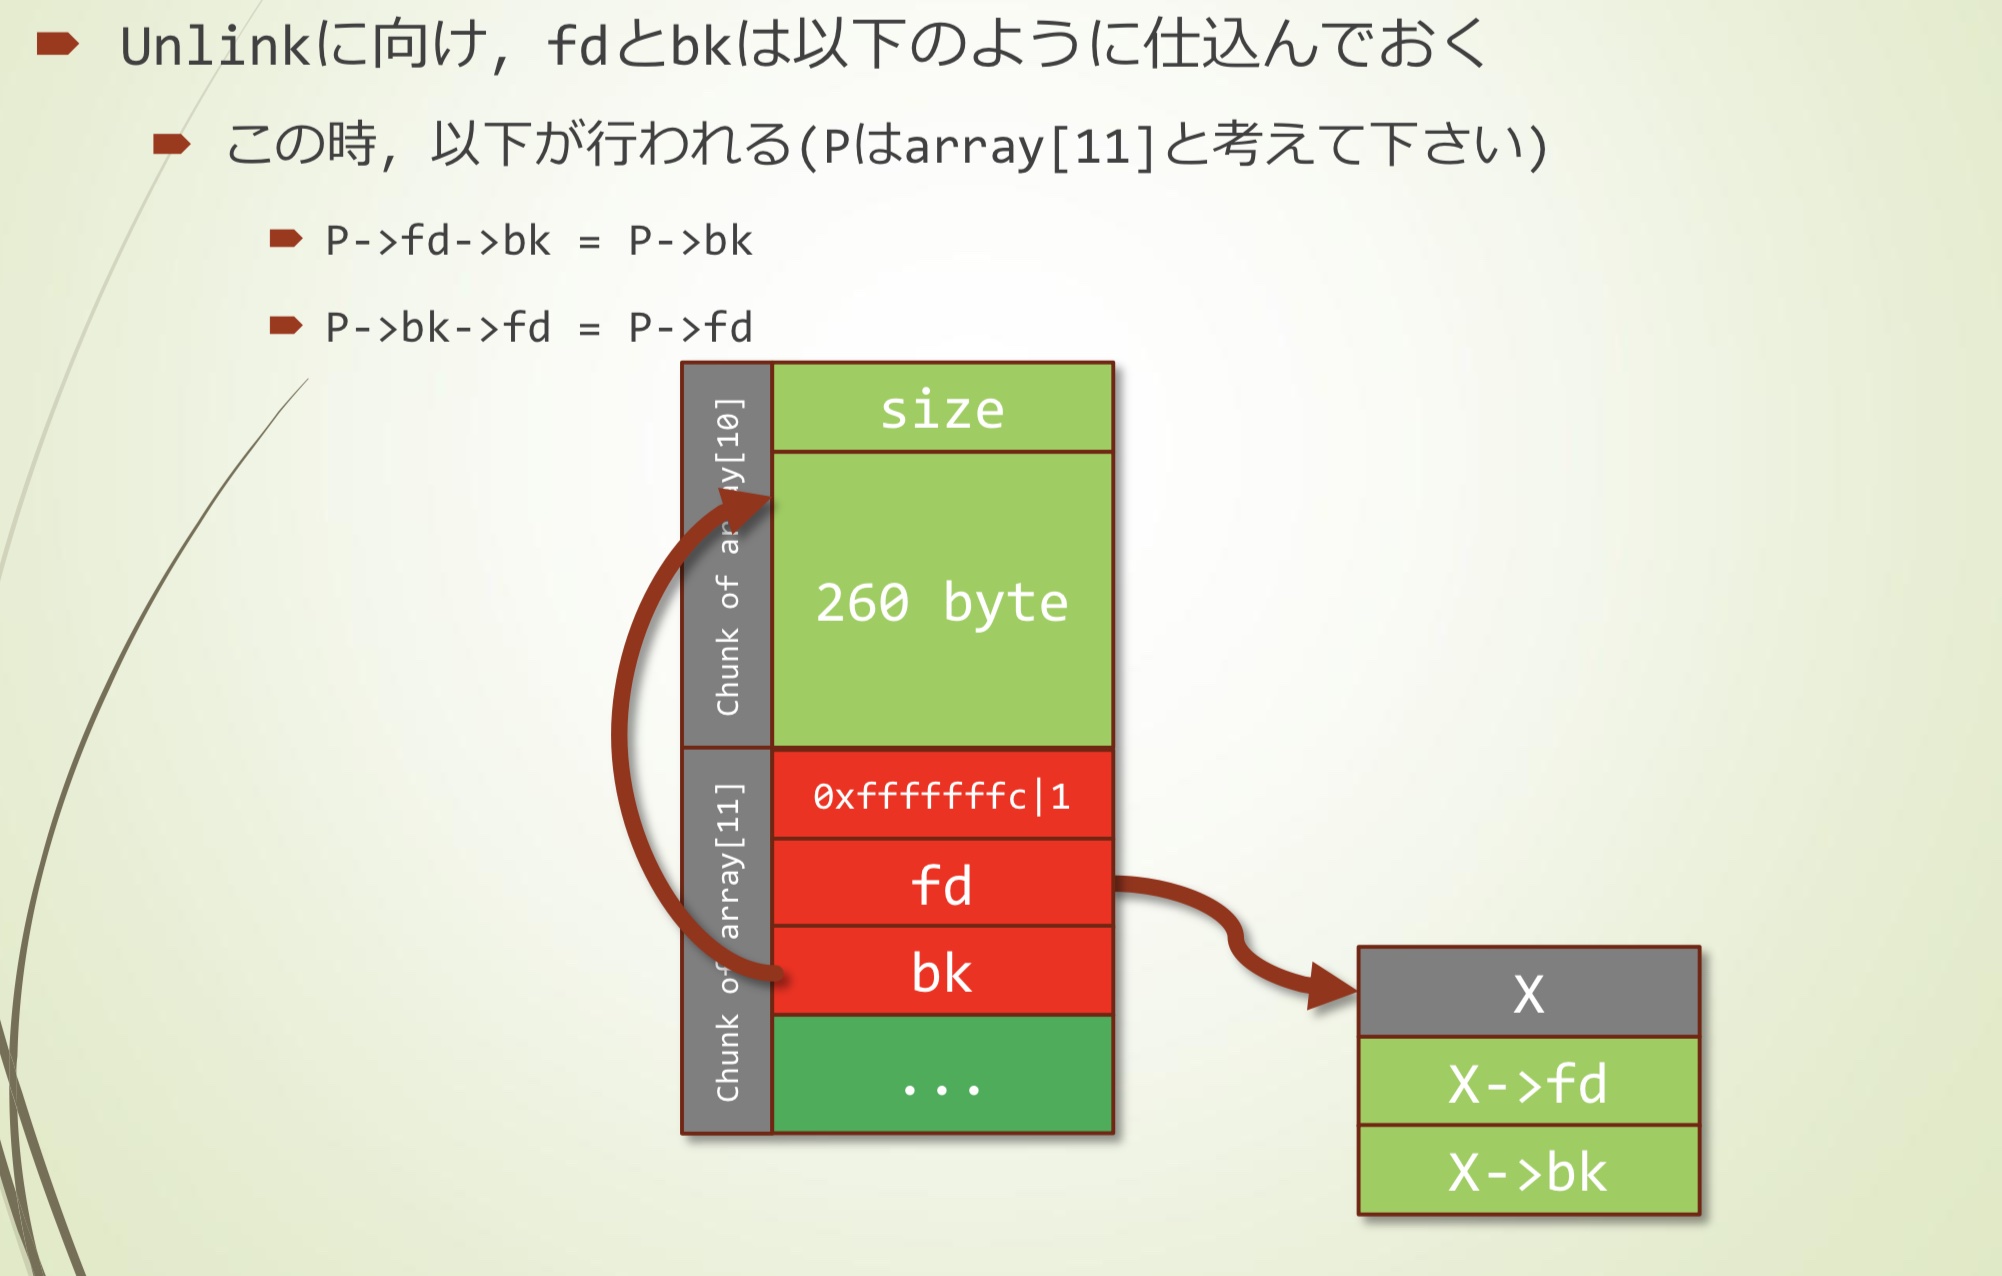 Unlinkに向け，fdとbkは以下のように仕込んでおく
この時，以下が行われる(Pはarray[11]と考えて下さい)
P->fd->bk = P->bk
P->bk->fd = P->fd
Chunk of array[10]
size
260 byte
Chunk of array[11]
0xfffffffc|1
fd
bk
...
X
X->fd
X->bk